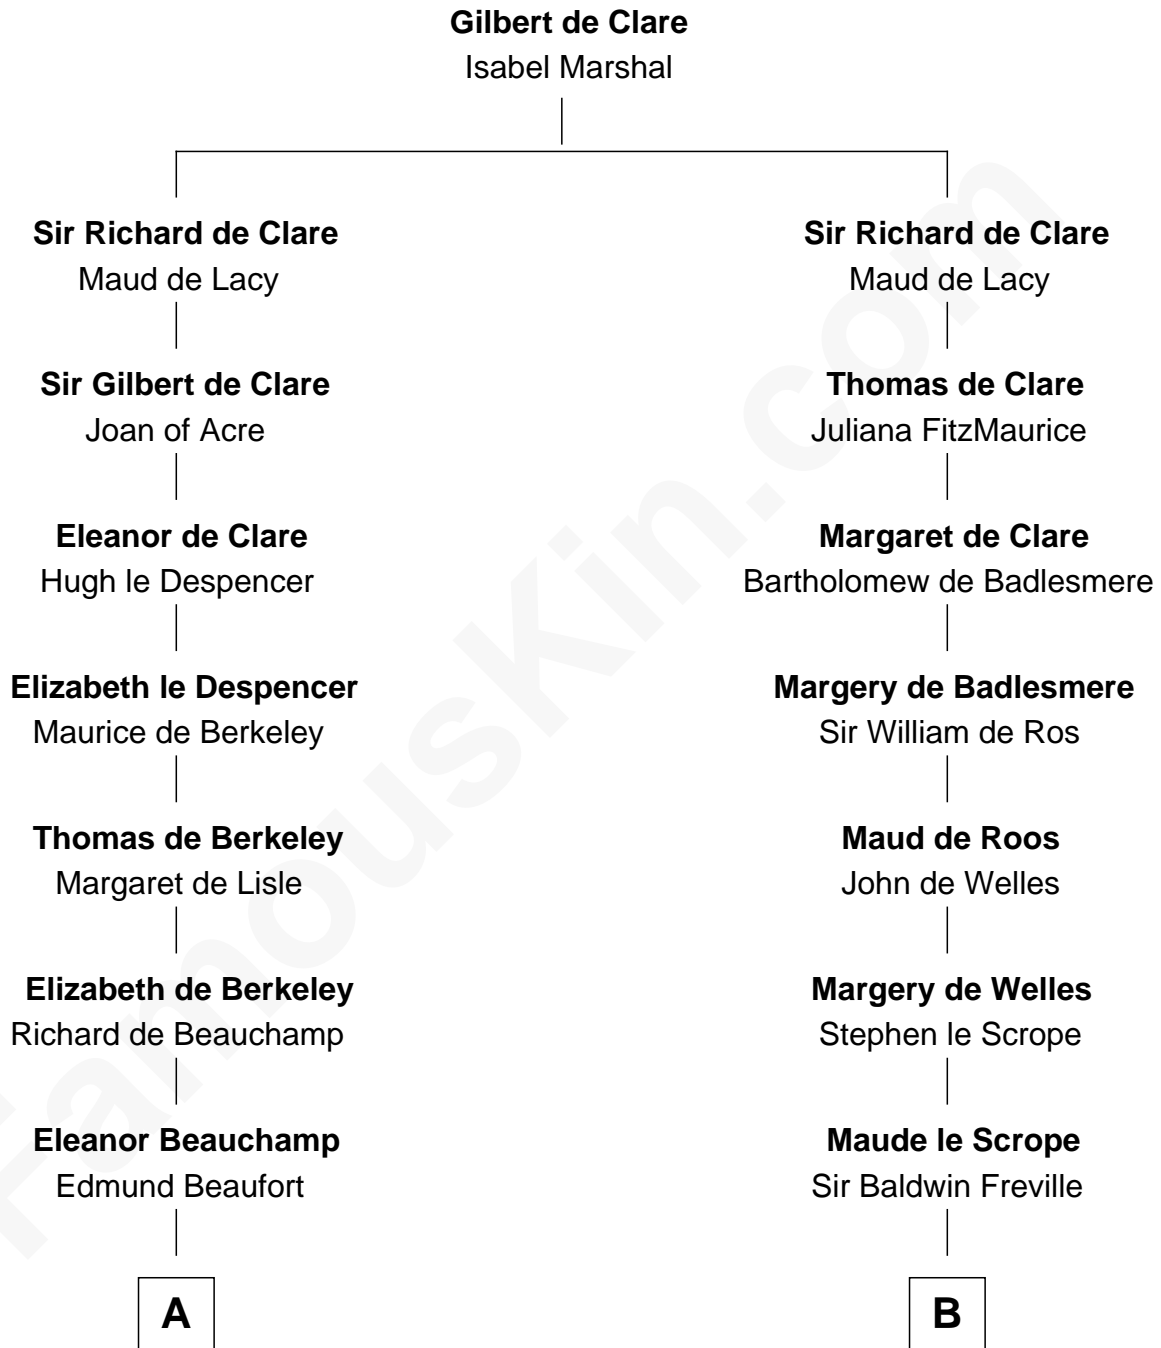 Gilbert de Clare
Isabel Marshal
Sir Richard de Clare
Maud de Lacy
Sir Gilbert de Clare
Joan of Acre
Eleanor de Clare
Hugh le Despencer
Elizabeth le Despencer
Maurice de Berkeley
Thomas de Berkeley
Margaret de Lisle
Elizabeth de Berkeley
Richard de Beauchamp
Eleanor Beauchamp
Edmund Beaufort
A
Sir Richard de Clare
Maud de Lacy
Thomas de Clare
Juliana FitzMaurice
Margaret de Clare
Bartholomew de Badlesmere
Margery de Badlesmere
Sir William de Ros
Maud de Roos
John de Welles
Margery de Welles
Stephen le Scrope
Maude le Scrope
Sir Baldwin Freville
B
FamousKin.com